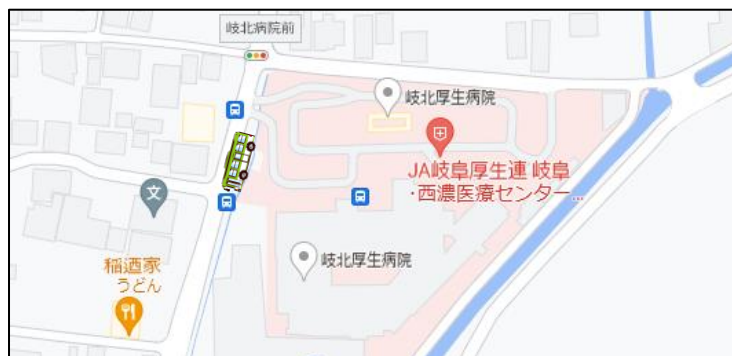 岐北病院前
岐北厚生病院
JA岐阜厚生連 岐阜
・西濃医療センター...
文
岐北厚生病院
稲迺家
うどん